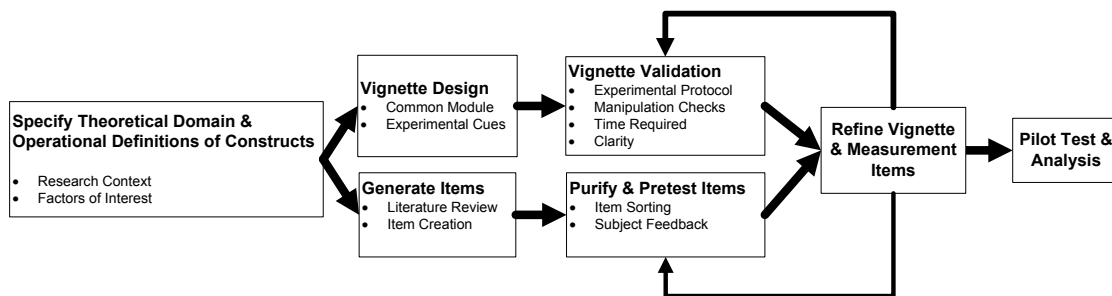 Specify Theoretical Domain &
Operational Definitions of Constructs
• Research Context
• Factors of Interest
Vignette Design
• Common Module
• Experimental Cues
Generate Items
• Literature Review
• Item Creation
Vignette Validation
• Experimental Protocol
• Manipulation Checks
• Time Required
• Clarity
Purify & Pretest Items
• Item Sorting
• Subject Feedback
Refine Vignette
& Measurement
Items
Pilot Test &
Analysis